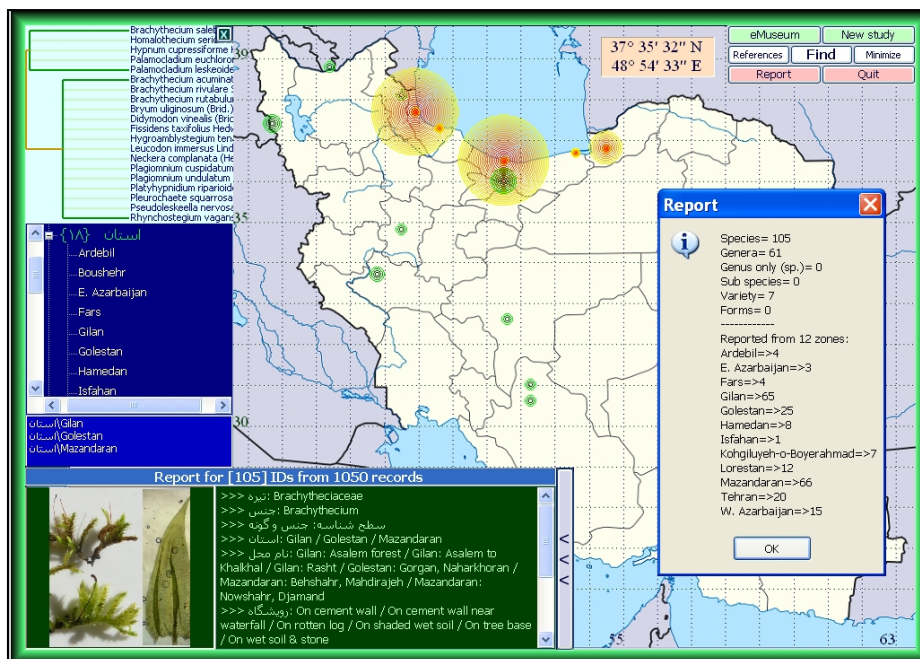 Brachythecium saleb
Homalothecium seric
Hypnum cupressiforme H
Palamocladium euchloron
Palamocladium leskeoide
Brachythecium acuminat
Brachythecium rivulare S
Brachythecium rutabulu
Bryum uliginosum (Brid.)
Didymodon vinealis (Brid
Fissidens taxifolius Hedw
Hygroamblystegium ten
Leucodon immersus Lind
Neckera complanata (He
Plagiomnium cuspidatum
Plagiomnium undulatum
Platyhypnidium riparioide
Pleurochaete squarrosa
Pseudoleskeella nervosa
Rhynchostegium vagans
X
39
35
30
55
63
37° 35' 32" N
48° 54' 33" E
eMuseum
New study
References
Find
Minimize
Report
Quit
استان {۱۸}
Ardebil
Boushehr
E. Azarbaijan
Fars
Gilan
Golestan
Hamedan
Isfahan
استان\Gilan
استان\Golestan
استان\Mazandaran
Report for [105] IDs from 1050 records
>>> تیره: Brachytheciaceae
>>> جنس: Brachythecium
>>> سطح شناسه: جنس و گونه
>>> استان: Gilan / Golestan / Mazandaran
>>> نام محل: Gilan: Asalem forest / Gilan: Asalem to
Khalkhal / Gilan: Rasht / Golestan: Gorgan, Naharkhoran /
Mazandaran: Behshahr, Mahdirajeh / Mazandaran:
Nowshahr, Djamand
>>> رویشگاه: On cement wall / On cement wall near
waterfall / On rotten log / On shaded wet soil / On tree base
/ On wet soil & stone
<
<
<
Report
Species= 105
Genera= 61
Genus only (sp.)= 0
Sub species= 0
Variety= 7
Forms= 0
------------
Reported from 12 zones:
Ardebil=>4
E. Azarbaijan=>3
Fars=>4
Gilan=>65
Golestan=>25
Hamedan=>8
Isfahan=>1
Kohgiluyeh-o-Boyerahmad=>7
Lorestan=>12
Mazandaran=>66
Tehran=>20
W. Azarbaijan=>15
OK